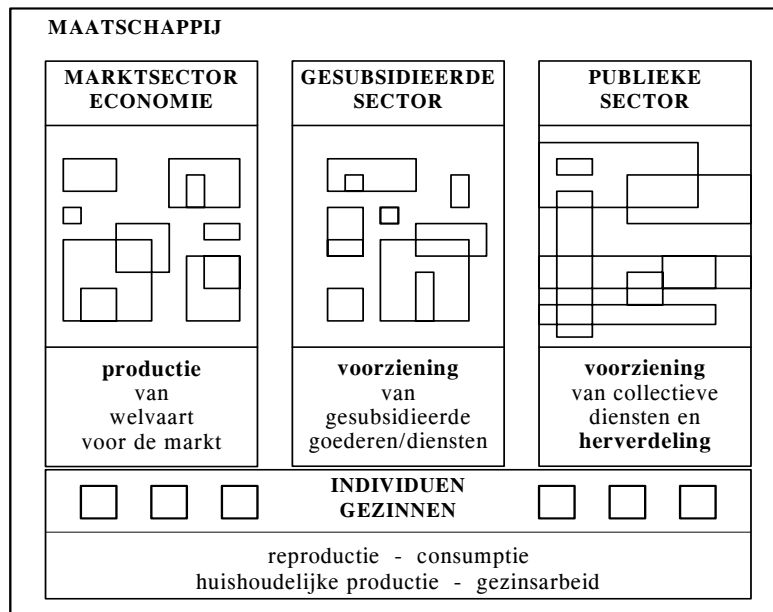 MAATSCHAPPIJ
MARKTSECTOR
ECONOMIE
productie
van
welvaart
voor de markt
GESUBSIDIEERDE
SECTOR
voorziening
van
gesubsidieerde
goederen/diensten
PUBLIEKE
SECTOR
voorziening
van collectieve
diensten en
herverdeling
INDIVIDUEN
GEZINNEN
reproductie - consumptie
huishoudelijke productie - gezinsarbeid